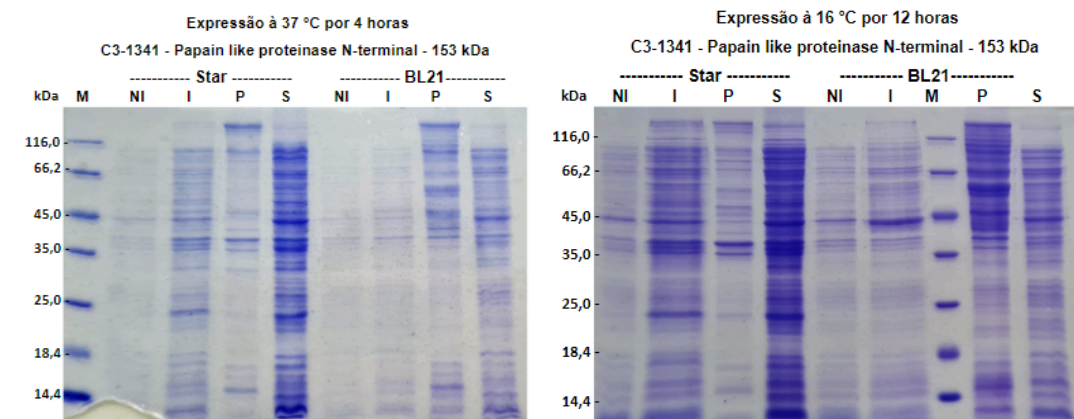 Expressão à 37 °C por 4 horas
C3-1341 - Papain like proteinase N-terminal - 153 kDa
----------- Star ----------- ----------- BL21-----------
kDa M NI I P S NI I P S
116,0
66,2
45,0
35,0
25,0
18,4
14,4
Expressão à 16 °C por 12 horas
C3-1341 - Papain like proteinase N-terminal - 153 kDa
----------- Star ----------- ----------- BL21-----------
kDa NI I P S NI I M P S
116,0 -
66,2 -
45,0 -
35,0 -
25,0 -
18,4 -
14,4 -